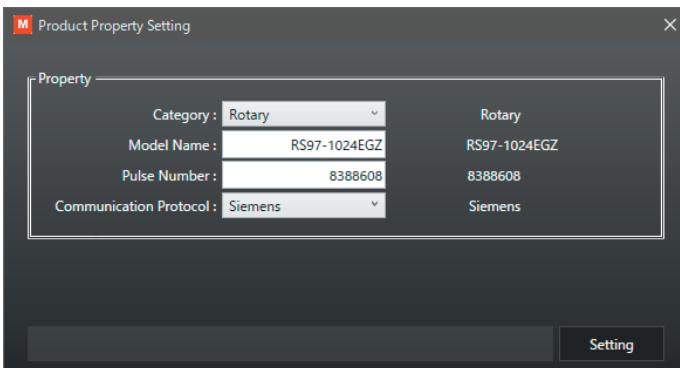 M Product Property Setting
Property
Category : Rotary Rotary
Model Name : RS97-1024EGZ RS97-1024EGZ
Pulse Number : 8388608 8388608
Communication Protocol : Siemens Siemens
Setting